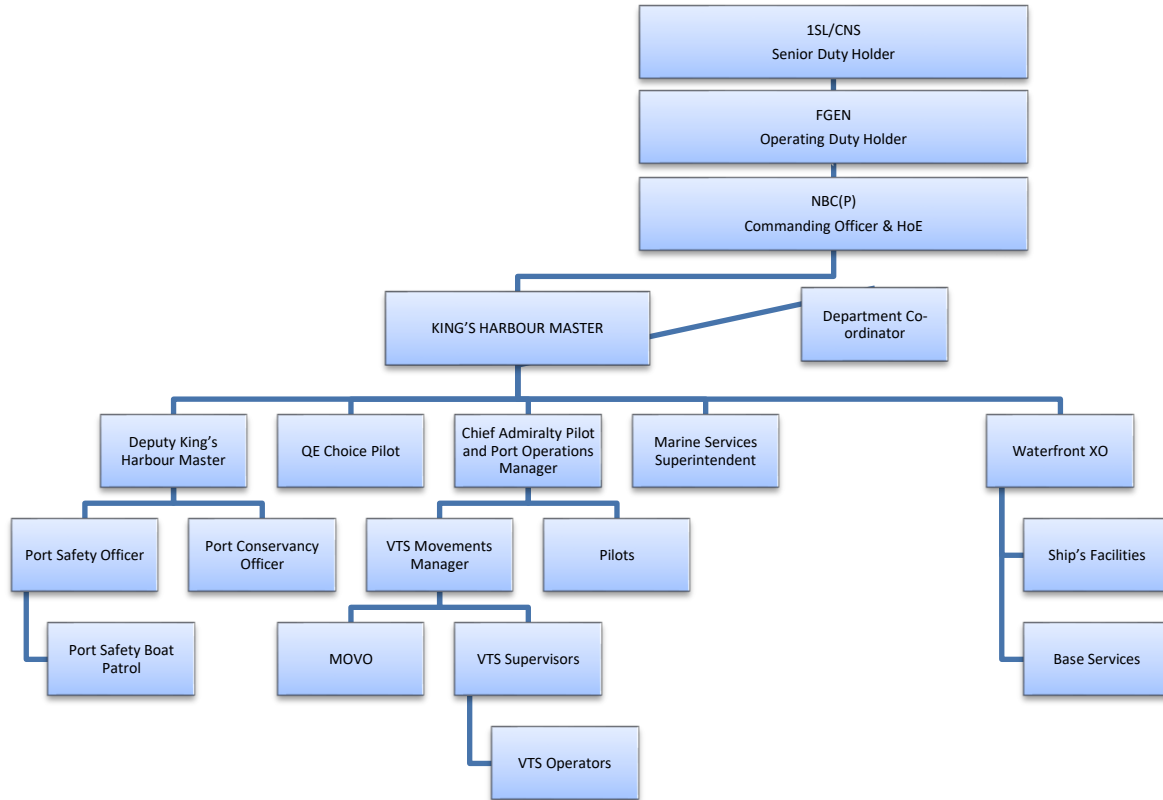 1SL/CNS
Senior Duty Holder
FGEN
Operating Duty Holder
NBC(P)
Commanding Officer & HoE
KING’S HARBOUR MASTER
Department Co-
ordinator
Deputy King’s
Harbour Master
QE Choice Pilot
Chief Admiralty Pilot
and Port Operations
Manager
Marine Services
Superintendent
Waterfront XO
Port Safety Officer
Port Conservancy
Officer
VTS Movements
Manager
Pilots
Ship’s Facilities
Port Safety Boat
Patrol
MOVO
VTS Supervisors
Base Services
VTS Operators